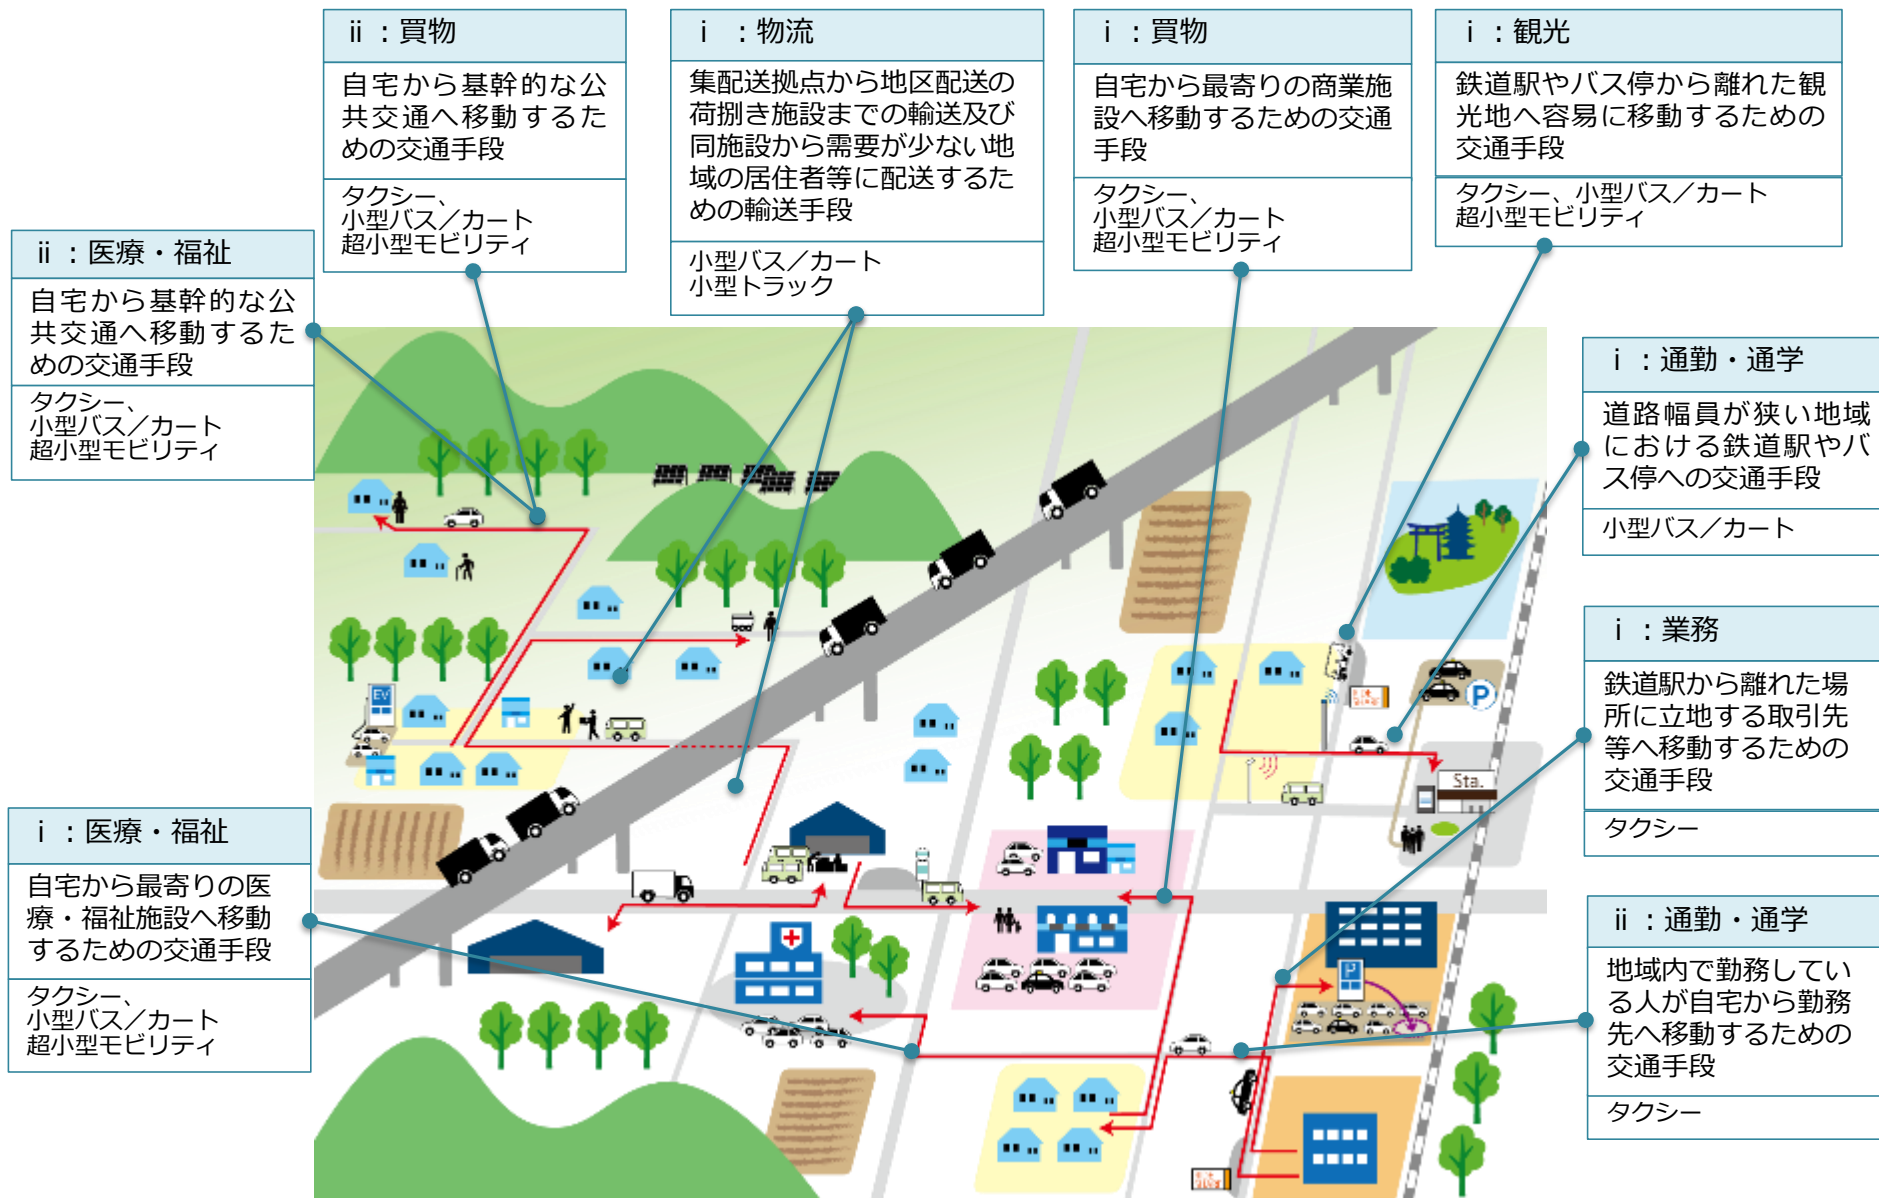 ⅱ：買物
自宅から基幹的な公
共交通へ移動するた
めの交通手段
タクシー、
小型バス／カート
超小型モビリティ
ⅰ：物流
集配送拠点から地区配送の
荷捌き施設までの輸送及び
同施設から需要が少ない地
域の居住者等に配送するた
めの輸送手段
小型バス／カート
小型トラック
ⅰ：買物
自宅から最寄りの商業施
設へ移動するための交通
手段
タクシー、
小型バス／カート
超小型モビリティ
ⅰ：観光
鉄道駅やバス停から離れた観
光地へ容易に移動するための
交通手段
タクシー、小型バス／カート
超小型モビリティ
ⅱ：医療・福祉
自宅から基幹的な公
共交通へ移動するた
めの交通手段
タクシー、
小型バス／カート
超小型モビリティ
ⅰ：通勤・通学
道路幅員が狭い地域
における鉄道駅やバ
ス停への交通手段
小型バス／カート
ⅰ：業務
鉄道駅から離れた場
所に立地する取引先
等へ移動するための
交通手段
タクシー
ⅰ：医療・福祉
自宅から最寄りの医
療・福祉施設へ移動
するための交通手段
タクシー、
小型バス／カート
超小型モビリティ
ⅱ：通勤・通学
地域内で勤務してい
る人が自宅から勤務
先へ移動するための
交通手段
タクシー
EV
P
Sta.
P